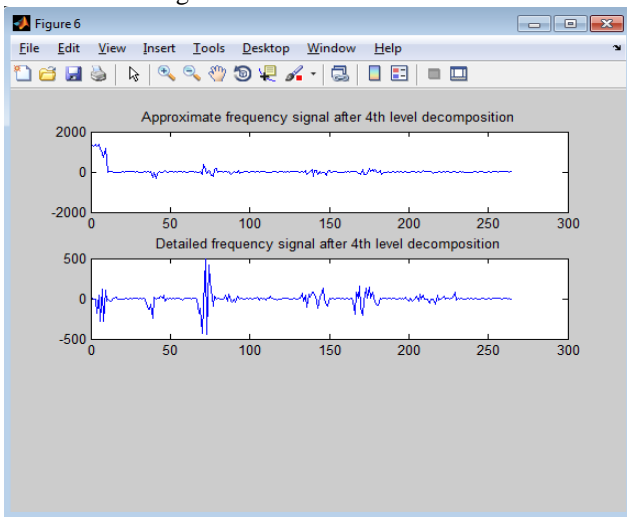 Figure 6
File Edit View Insert Tools Desktop Window Help
Approximate frequency signal after 4th level decomposition
2000
0
-2000
0 50 100 150 200 250 300
Detailed frequency signal after 4th level decomposition
500
0
-500
0 50 100 150 200 250 300